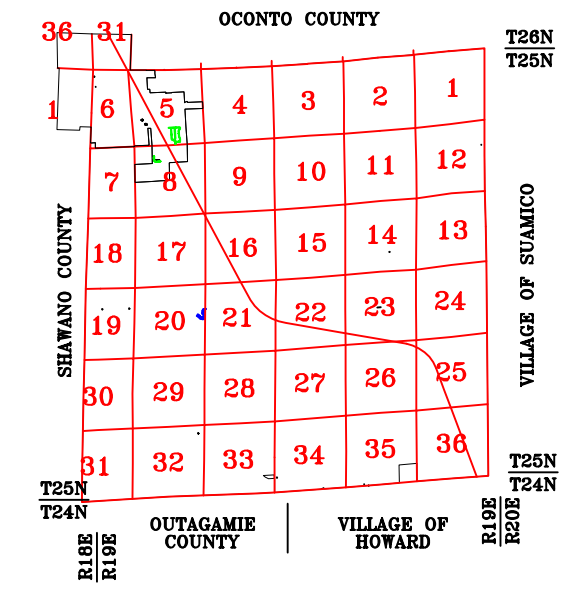 OCONTO COUNTY
36 31
T26N
T25N
1 6 5 4 3 2 1
7 8 9 10 11 12
18 17 16 15 14 13
19 20 21 22 23 24
30 29 28 27 26 25
31 32 33 34 35 36
SHAWANO COUNTY
VILLAGE OF SUAMICO
T25N
T24N
T25N
T24N
OUTAGAMIE
COUNTY
VILLAGE OF
HOWARD
R18E
R19E
R19E
R20E